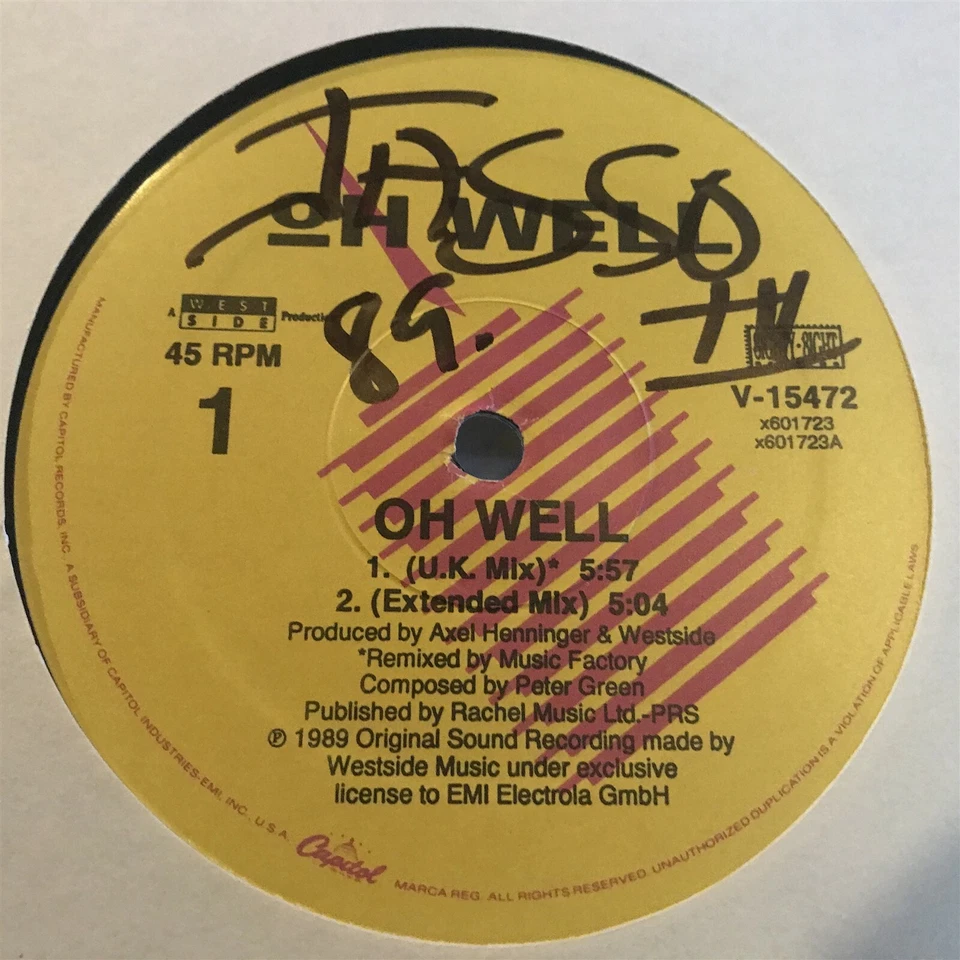 JASSO
OH WELL
89.
A WEST SIDE Productio
45 RPM
1
V-15472
x601723
x601723A
OH WELL
1. (U.K. Mix)* 5:57
2. (Extended Mix) 5:04
Produced by Axel Henninger & Westside
*Remixed by Music Factory
Composed by Peter Green
Published by Rachel Music Ltd.-PRS
℗ 1989 Original Sound Recording made by
Westside Music under exclusive
license to EMI Electrola GmbH
MANUFACTURED BY CAPITOL RECORDS, INC., A SUBSIDIARY OF CAPITOL INDUSTRIES-EMI, INC., U.S.A.
Capitol
MARCA REG. ALL RIGHTS RESERVED. UNAUTHORIZED DUPLICATION IS A VIOLATION OF APPLICABLE LAWS